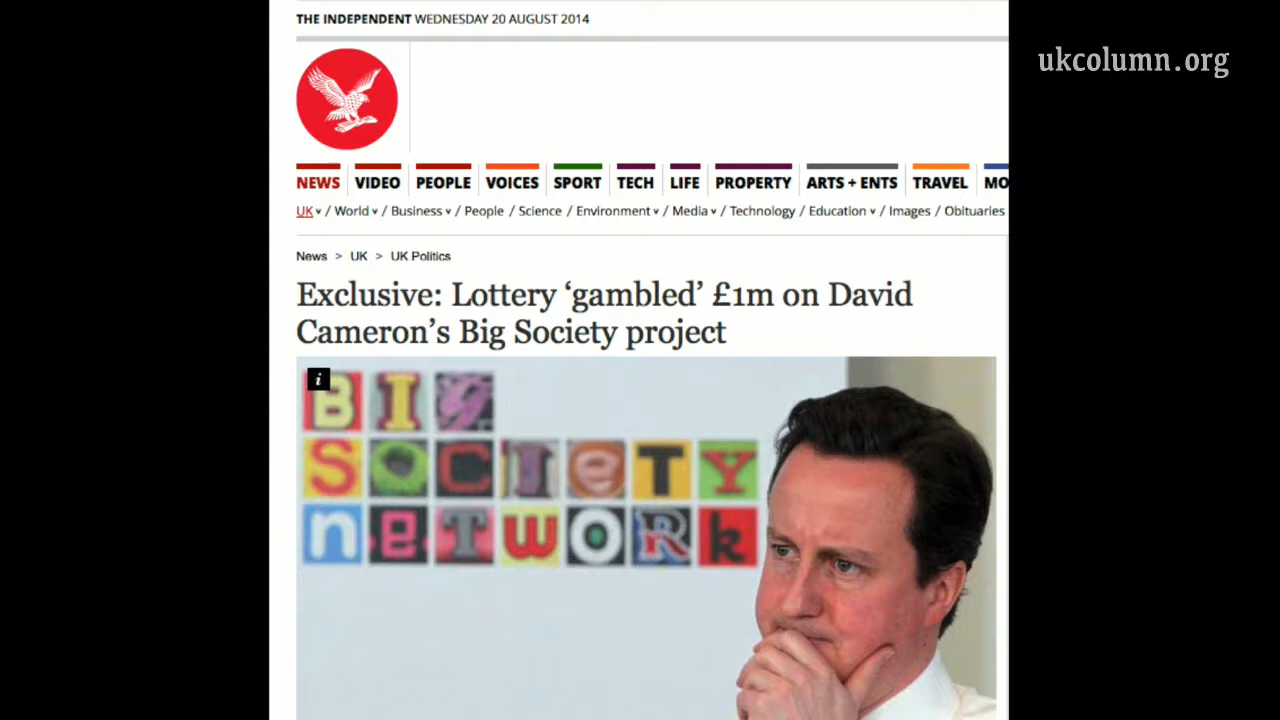 THE INDEPENDENT WEDNESDAY 20 AUGUST 2014
ukcolumn.org
NEWS VIDEO PEOPLE VOICES SPORT TECH LIFE PROPERTY ARTS + ENTS TRAVEL MO
UK / World / Business / People / Science / Environment / Media / Technology / Education / Images / Obituaries
News > UK > UK Politics
Exclusive: Lottery ‘gambled’ £1m on David
Cameron’s Big Society project
i
BIG
SOCIeTY
neTwORk